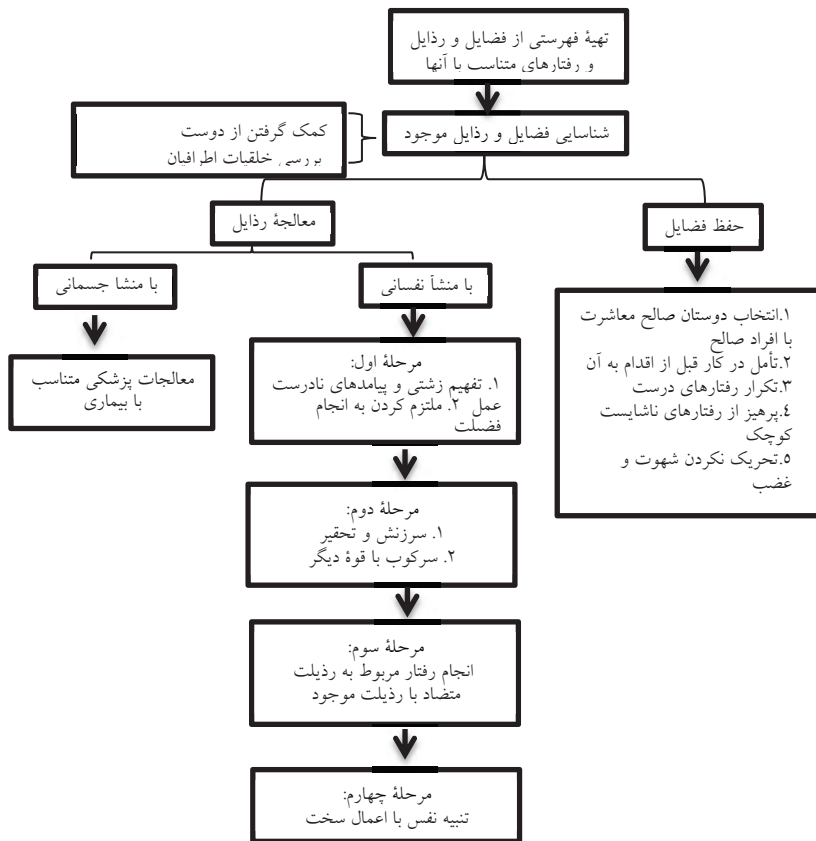 تهیهٔ فهرستی از فضایل و رذایل
و رفتارهای متناسب با آنها
شناسایی فضایل و رذایل موجود
کمک گرفتن از دوست
بررسی خلقیات اطرافیان
حفظ فضایل
معالجهٔ رذایل
با منشأ نفسانی
با منشا جسمانی
۱.انتخاب دوستان صالح معاشرت
با افراد صالح
۲.تأمل در کار قبل از اقدام به آن
۳.تکرار رفتارهای درست
۴.پرهیز از رفتارهای ناشایست
کوچک
۵.تحریک نکردن شهوت و
غضب
مرحلهٔ اول:
۱. تفهیم زشتی و پیامدهای نادرست
عمل ۲. ملتزم کردن به انجام
فضیلت
معالجات پزشکی متناسب
با بیماری
مرحلهٔ دوم:
۱. سرزنش و تحقیر
۲. سرکوب با قوهٔ دیگر
مرحلهٔ سوم:
انجام رفتار مربوط به رذیلت
متضاد با رذیلت موجود
مرحلهٔ چهارم:
تنبیه نفس با اعمال سخت